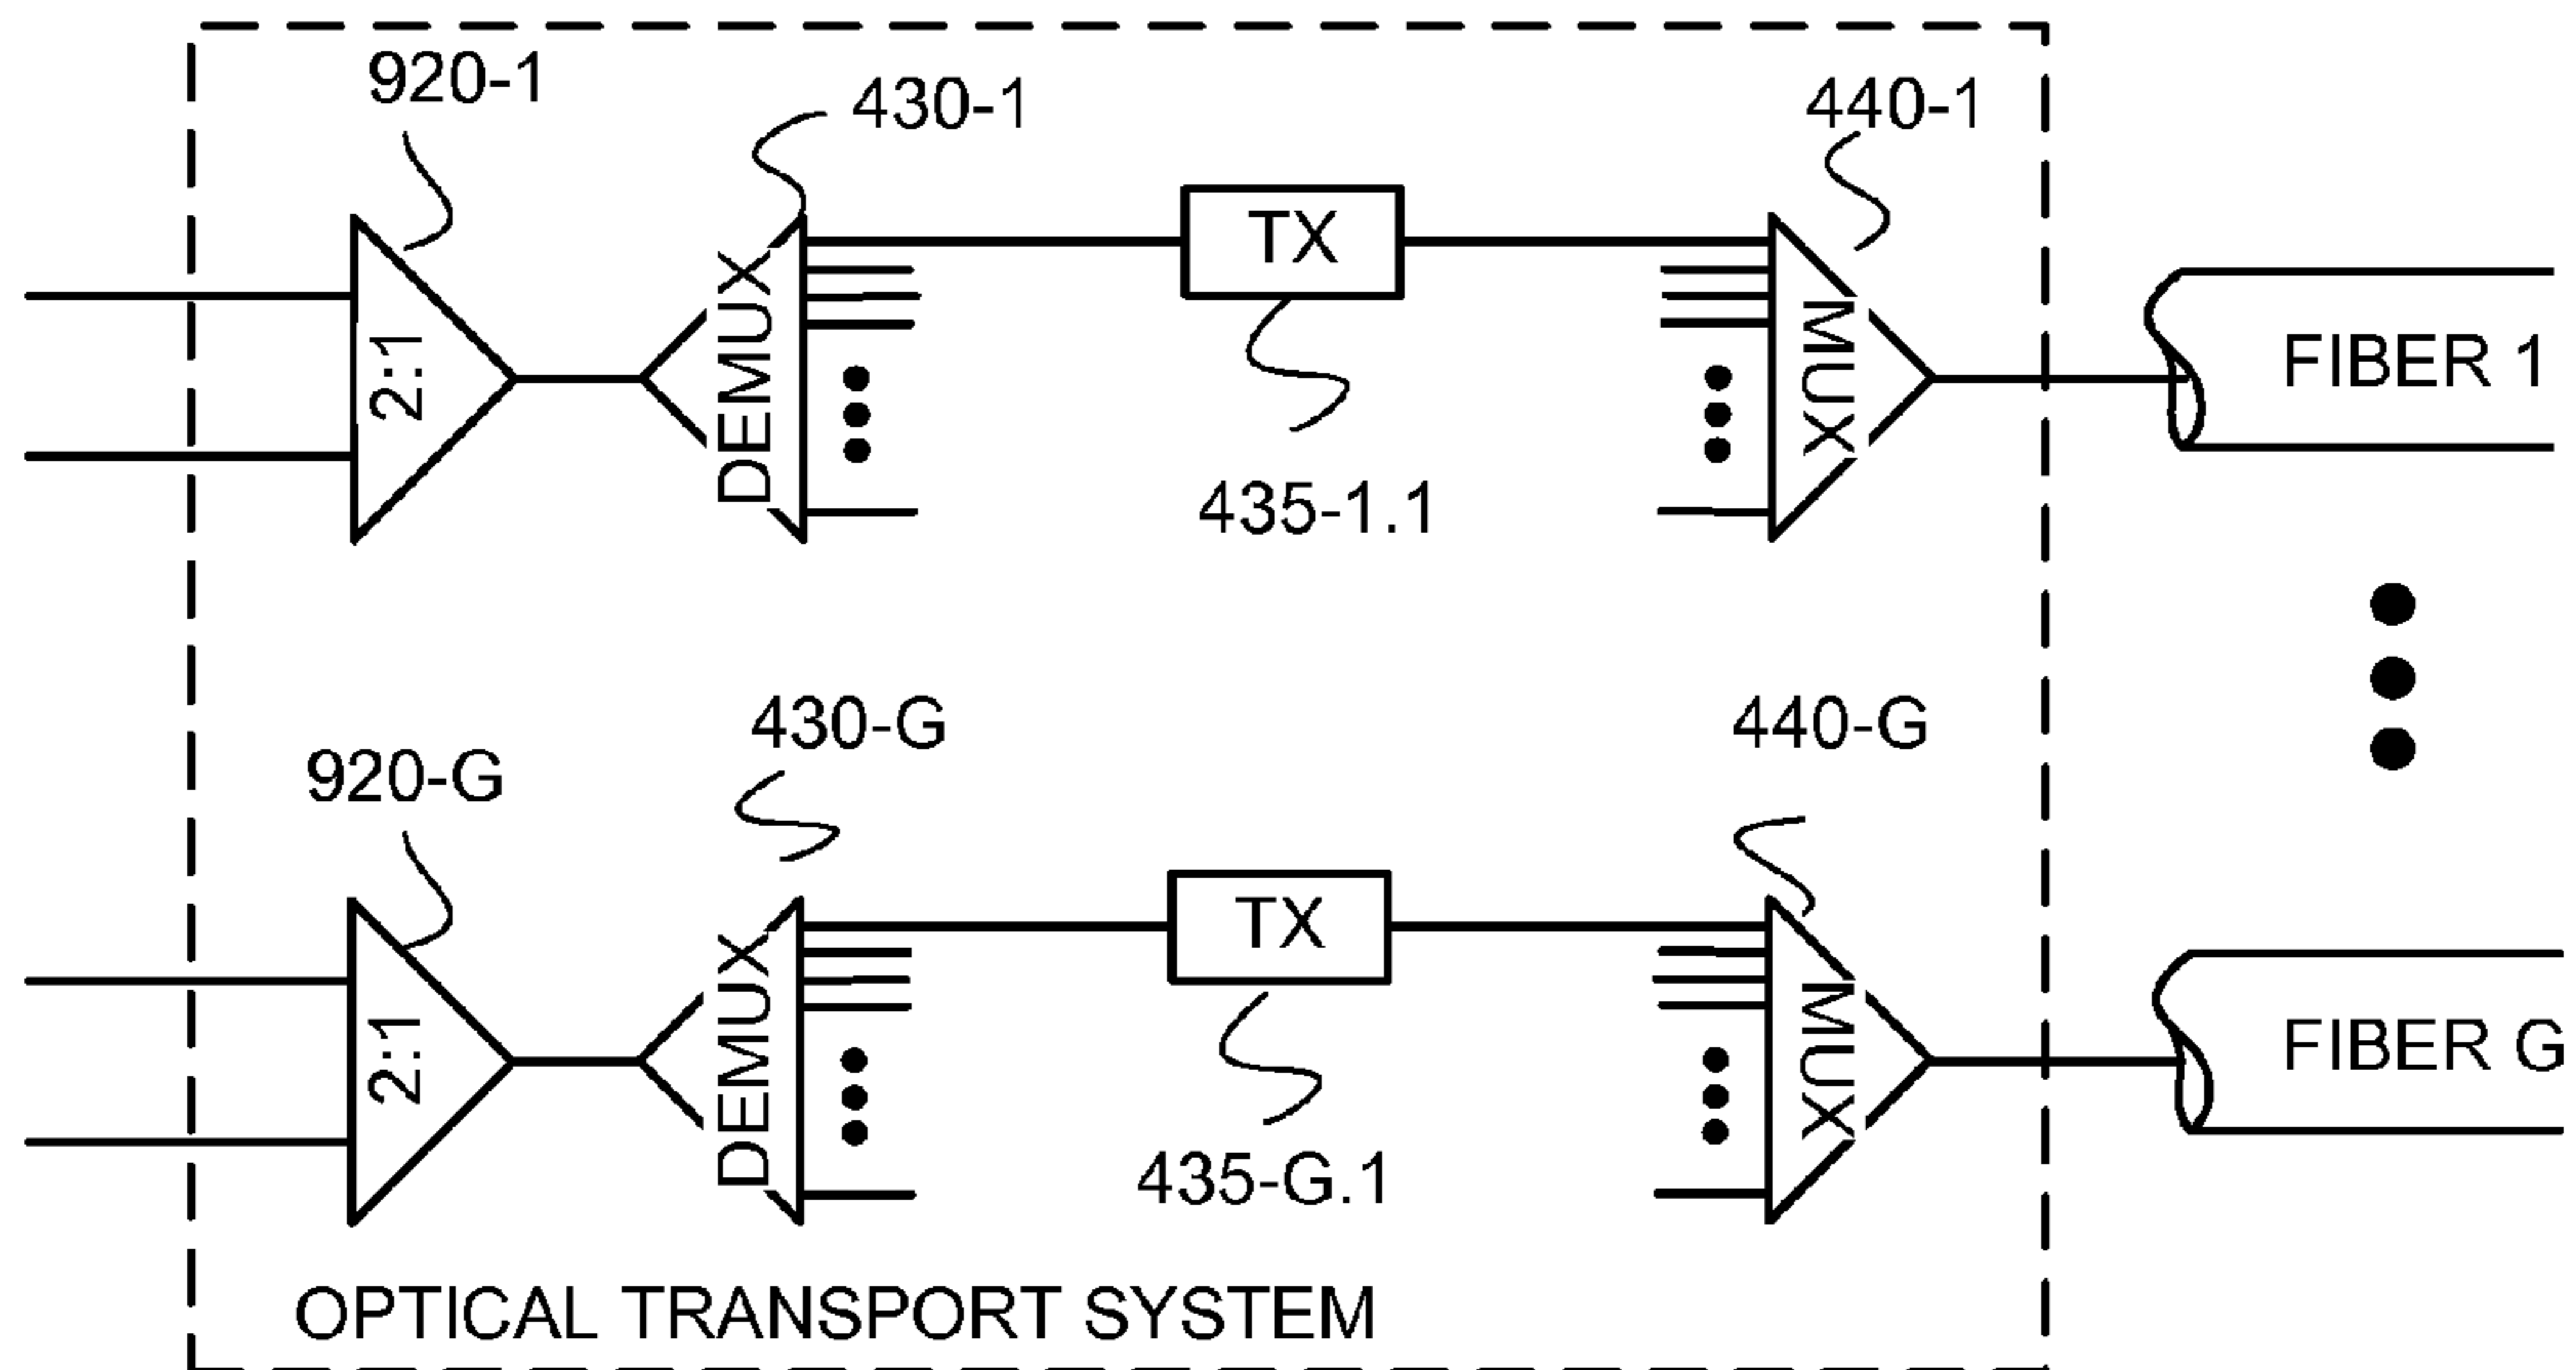 920-1
430-1
440-1
TX
2:1
DEMUX
MUX
FIBER 1
435-1.1
430-G
440-G
920-G
TX
2:1
DEMUX
MUX
FIBER G
435-G.1
OPTICAL TRANSPORT SYSTEM